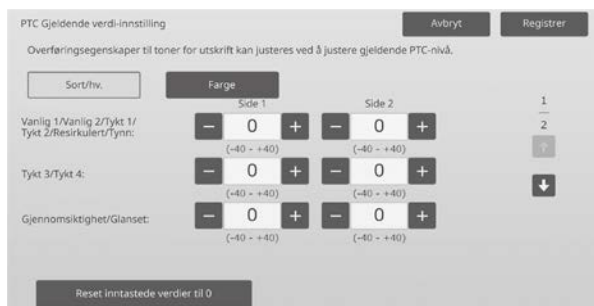 PTC Gjeldende verdi-innstilling
Avbryt
Registrer
Overføringsegenskaper til toner for utskrift kan justeres ved å justere gjeldende PTC-nivå.
Sort/hv.
Farge
Side 1
Side 2
1
2
Vanlig 1/Vanlig 2/Tykt 1/
Tykt 2/Resirkulert/Tynn:
− 0 +
− 0 +
(-40 - +40)
(-40 - +40)
Tykt 3/Tykt 4:
− 0 +
− 0 +
(-40 - +40)
(-40 - +40)
Gjennomsiktighet/Glanset:
− 0 +
− 0 +
(-40 - +40)
(-40 - +40)
Reset inntastede verdier til 0